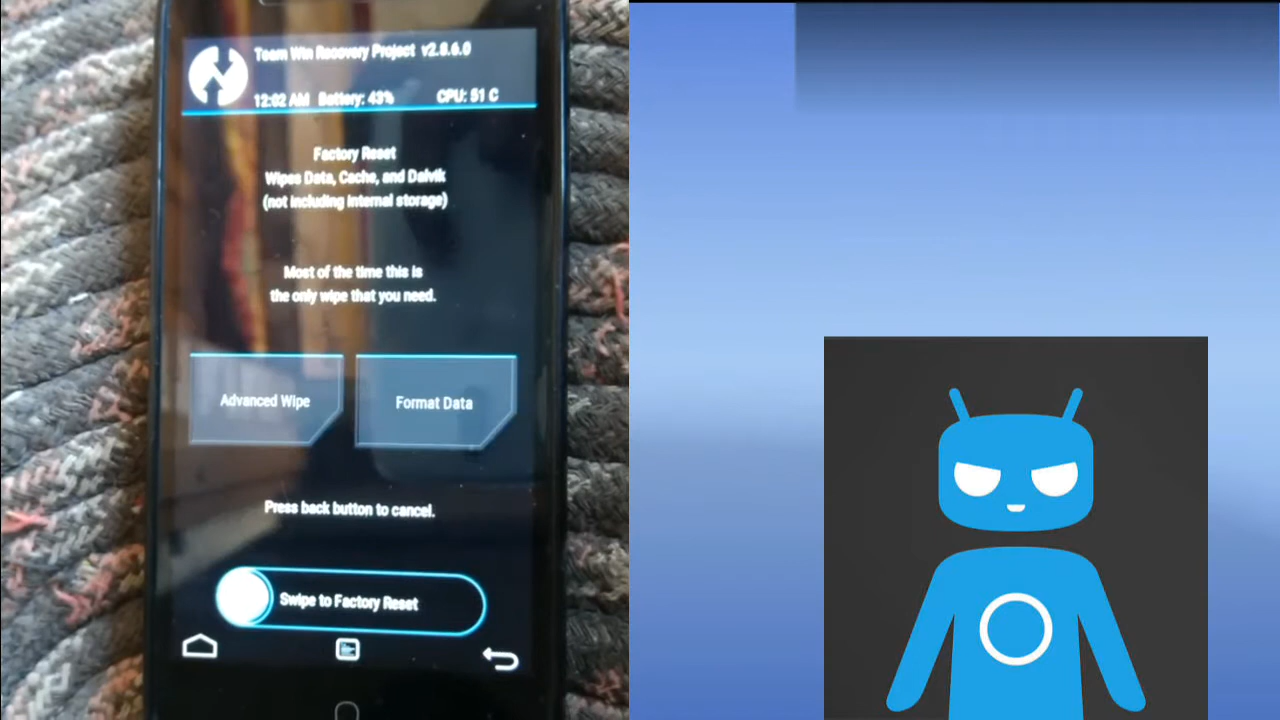 Team Win Recovery Project v2.8.6.0
12:02 AM Battery: 43% CPU: 51 C
Factory Reset
Wipes Data, Cache, and Dalvik
(not including internal storage)
Most of the time this is
the only wipe that you need.
Advanced Wipe
Format Data
Press back button to cancel.
Swipe to Factory Reset